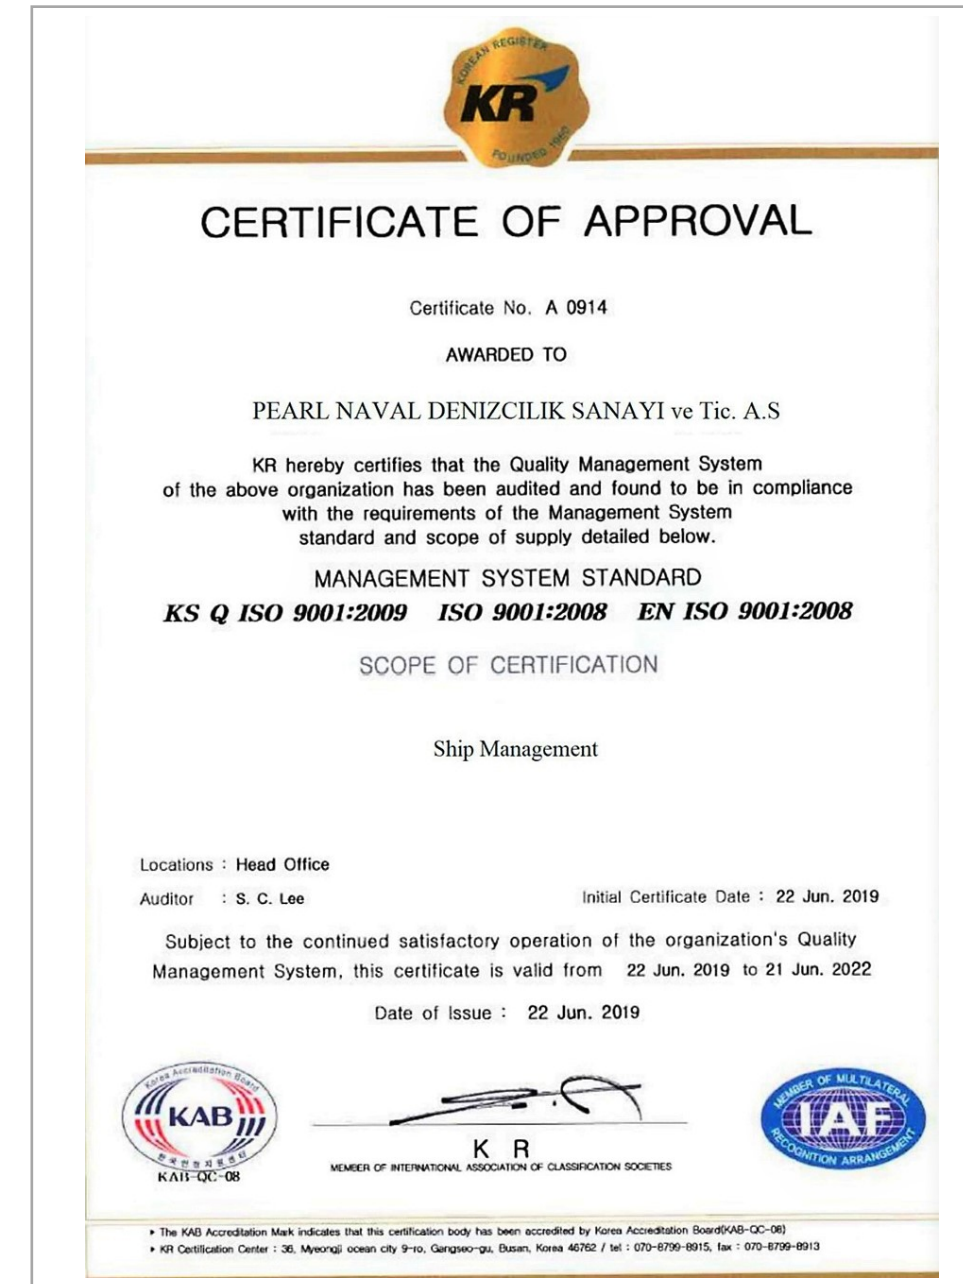 KOREAN REGISTER
KR
FOUNDED 1960
CERTIFICATE OF APPROVAL
Certificate No. A 0914
AWARDED TO
PEARL NAVAL DENIZCILIK SANAYI ve Tic. A.S
KR hereby certifies that the Quality Management System
of the above organization has been audited and found to be in compliance
with the requirements of the Management System
standard and scope of supply detailed below.
MANAGEMENT SYSTEM STANDARD
KS Q ISO 9001:2009 ISO 9001:2008 EN ISO 9001:2008
SCOPE OF CERTIFICATION
Ship Management
Locations : Head Office
Auditor : S. C. Lee Initial Certificate Date : 22 Jun. 2019
Subject to the continued satisfactory operation of the organization's Quality
Management System, this certificate is valid from 22 Jun. 2019 to 21 Jun. 2022
Date of Issue : 22 Jun. 2019
Korea Accreditation Board
KAB
한국인정지원센터
KAB-QC-08
K R
MEMBER OF INTERNATIONAL ASSOCIATION OF CLASSIFICATION SOCIETIES
MEMBER OF MULTILATERAL
IAF
RECOGNITION ARRANGEMENT
• The KAB Accreditation Mark indicates that this certification body has been accredited by Korea Accreditation Board(KAB-QC-08)
• KR Certification Center : 36, Myeongji ocean city 9-ro, Gangseo-gu, Busan, Korea 46762 / tel : 070-8799-8915, fax : 070-8799-8913